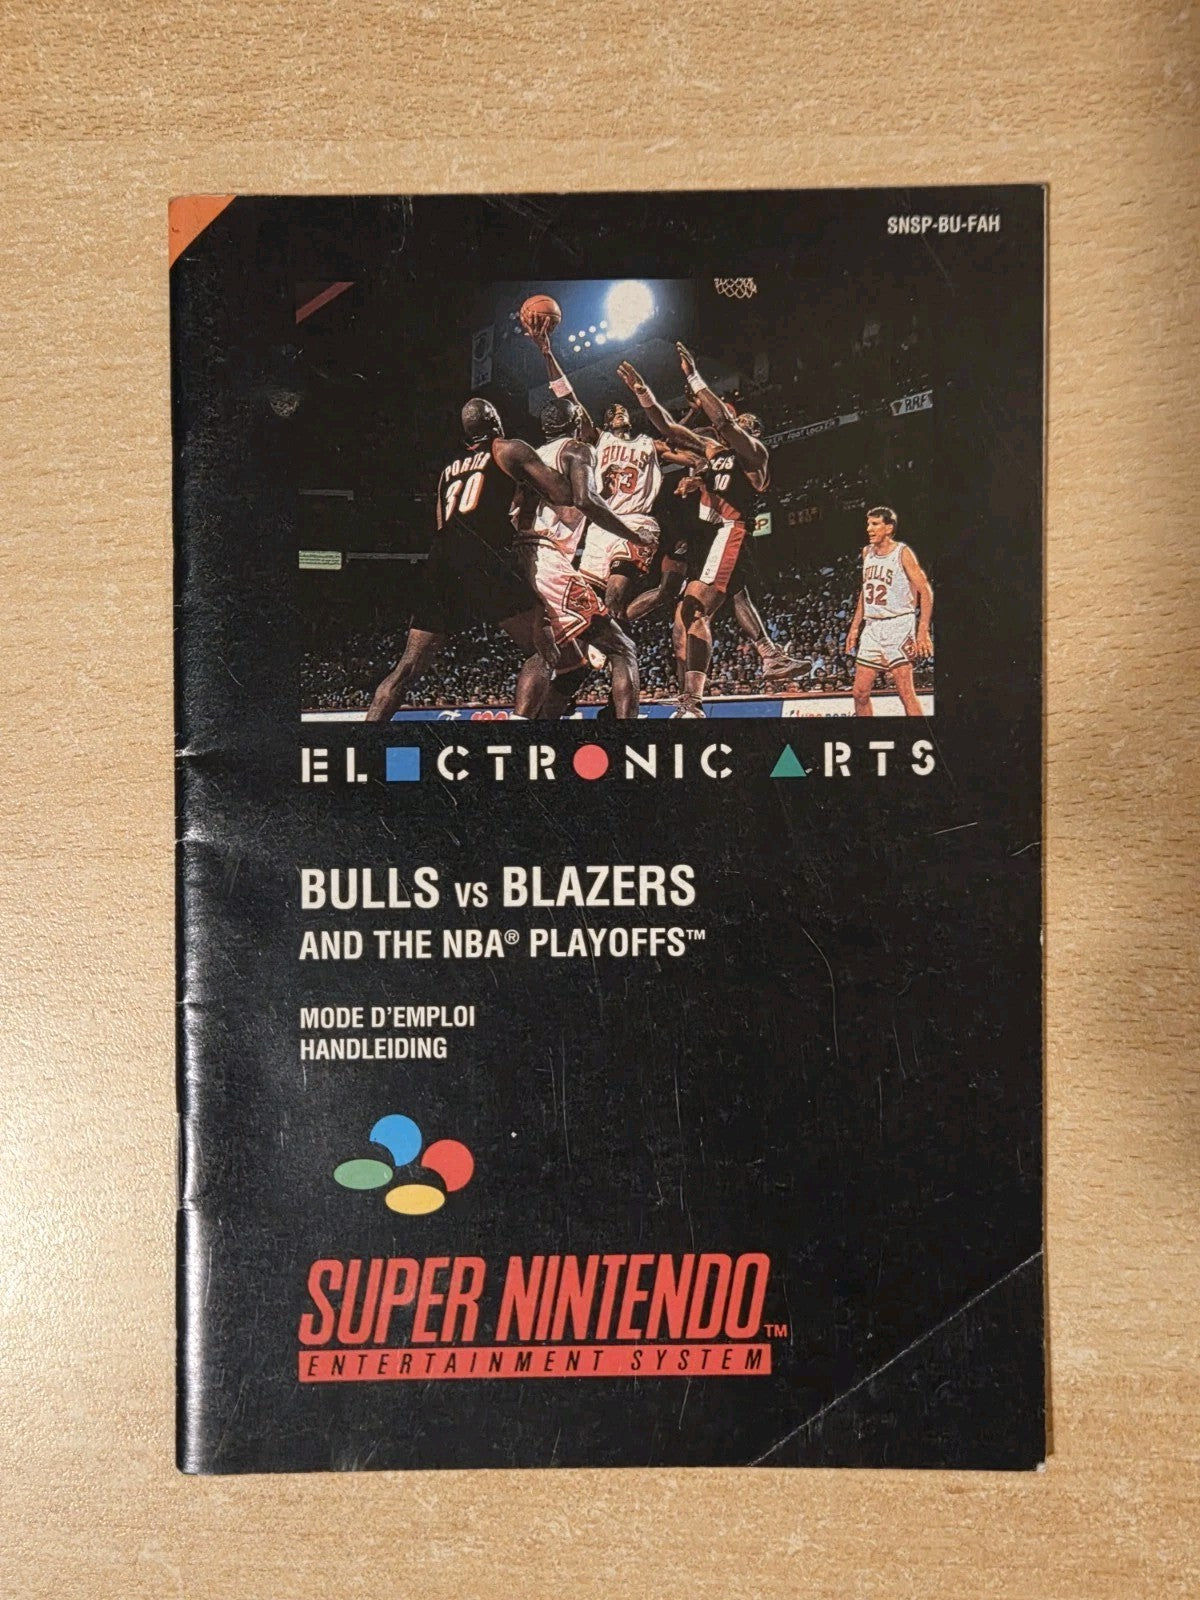 SNSP-BU-FAH
PORTER
30
BULLS
33
10
BULLS
32
ELECTRONIC ARTS
BULLS vs BLAZERS
AND THE NBA® PLAYOFFS™
MODE D'EMPLOI
HANDLEIDING
SUPER NINTENDO™
ENTERTAINMENT SYSTEM